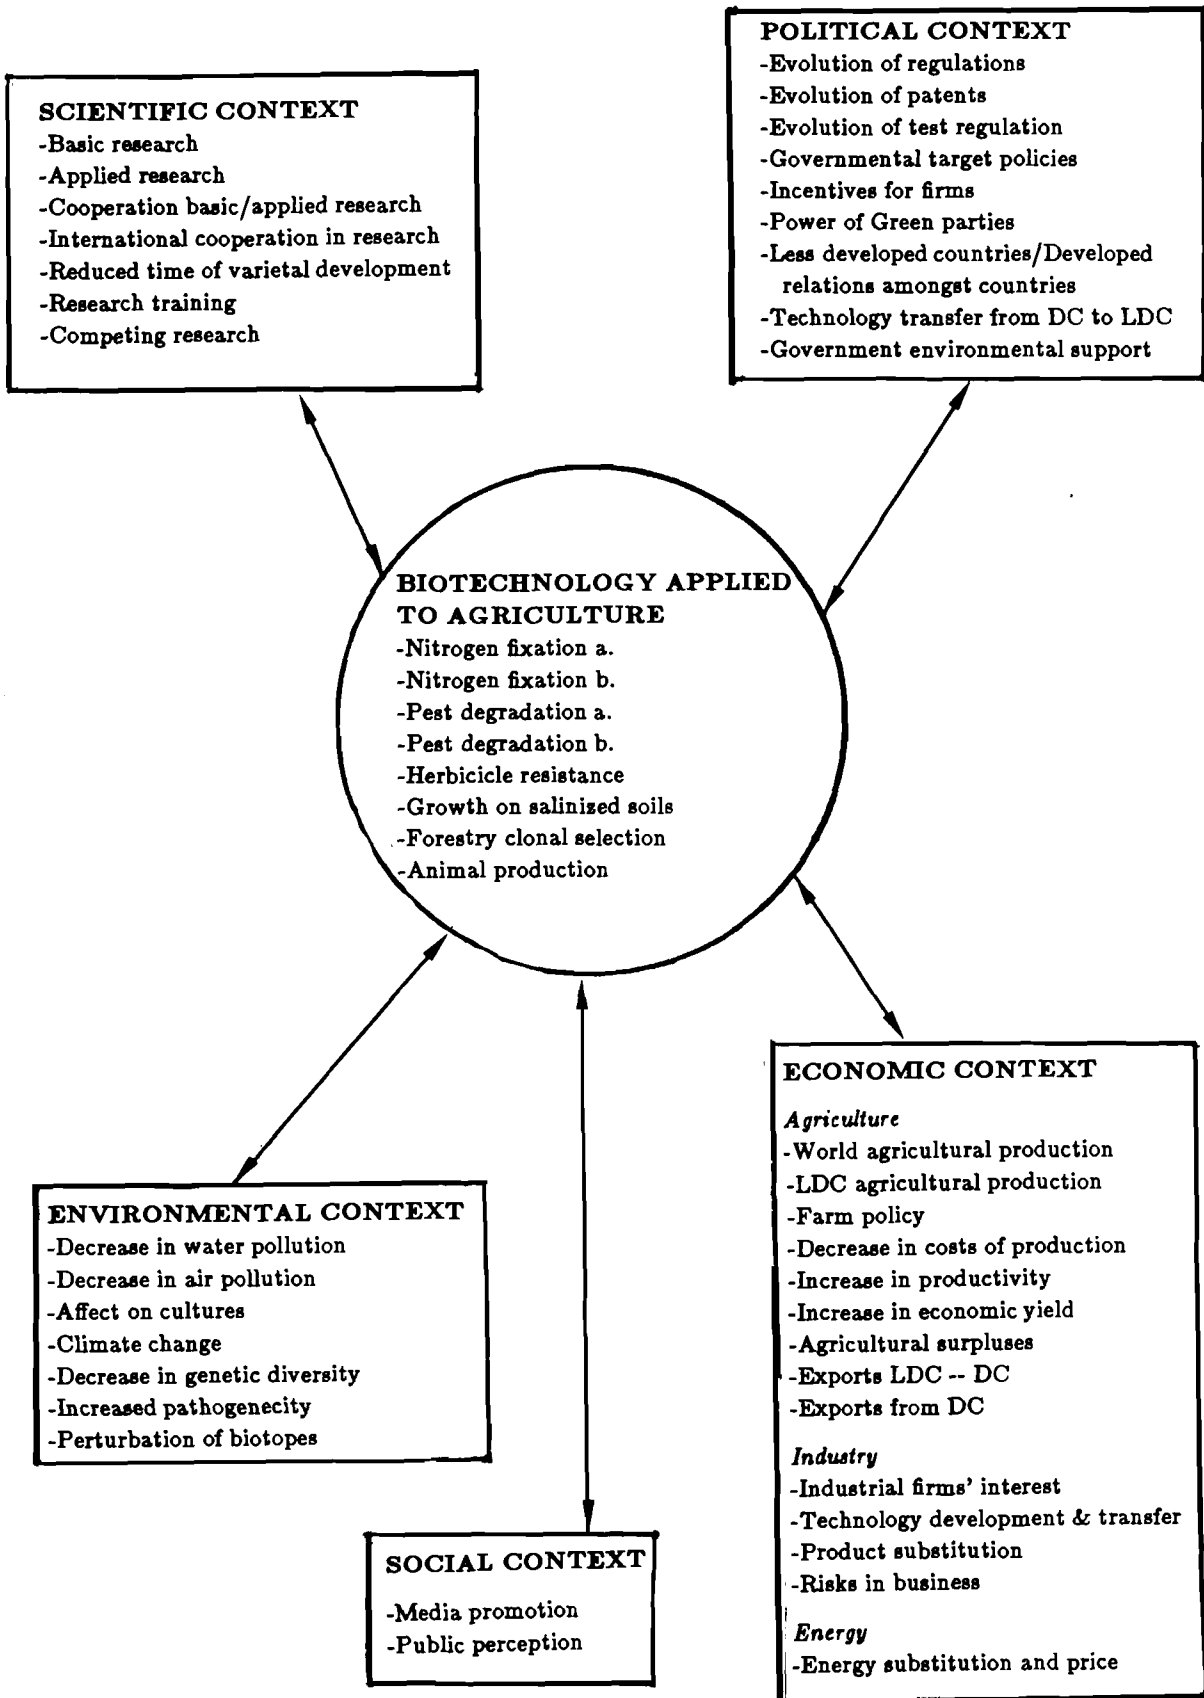 SCIENTIFIC CONTEXT
-Basic research
-Applied research
-Cooperation basic/applied research
-International cooperation in research
-Reduced time of varietal development
-Research training
-Competing research
POLITICAL CONTEXT
-Evolution of regulations
-Evolution of patents
-Evolution of test regulation
-Governmental target policies
-Incentives for firms
-Power of Green parties
-Less developed countries/Developed
relations amongst countries
-Technology transfer from DC to LDC
-Government environmental support
BIOTECHNOLOGY APPLIED
TO AGRICULTURE
-Nitrogen fixation a.
-Nitrogen fixation b.
-Pest degradation a.
-Pest degradation b.
-Herbicicle resistance
-Growth on salinized soils
-Forestry clonal selection
-Animal production
ENVIRONMENTAL CONTEXT
-Decrease in water pollution
-Decrease in air pollution
-Affect on cultures
-Climate change
-Decrease in genetic diversity
-Increased pathogenecity
-Perturbation of biotopes
SOCIAL CONTEXT
-Media promotion
-Public perception
ECONOMIC CONTEXT
Agriculture
-World agricultural production
-LDC agricultural production
-Farm policy
-Decrease in costs of production
-Increase in productivity
-Increase in economic yield
-Agricultural surpluses
-Exports LDC -- DC
-Exports from DC
Industry
-Industrial firms' interest
-Technology development & transfer
-Product substitution
-Risks in business
Energy
-Energy substitution and price